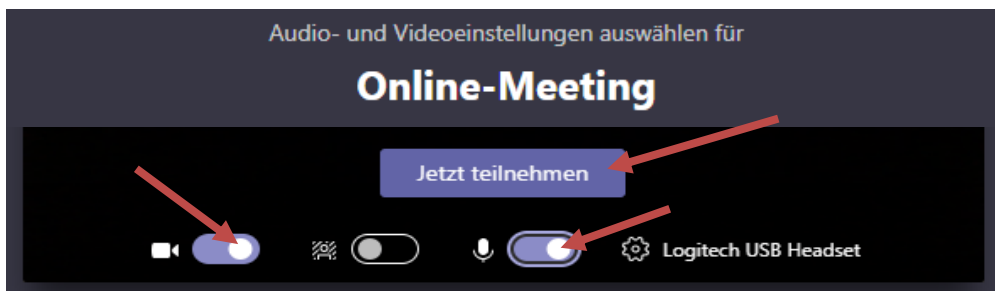 Audio- und Videoeinstellungen auswählen für
Online-Meeting
Jetzt teilnehmen
Logitech USB Headset